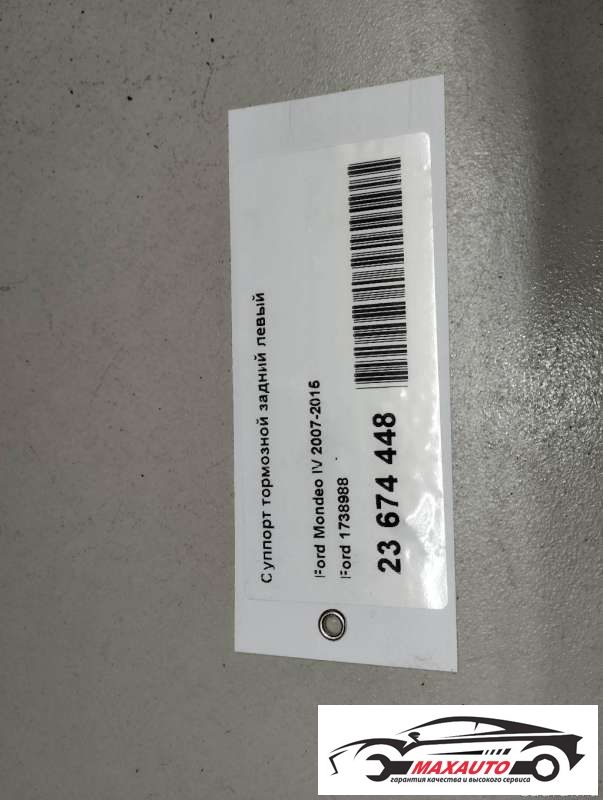 Суппорт тормозной задний левый
Ford Mondeo IV 2007-2015
Ford 1738988
23 674 448
MAXAUTO
гарантия качества и высокого сервиса